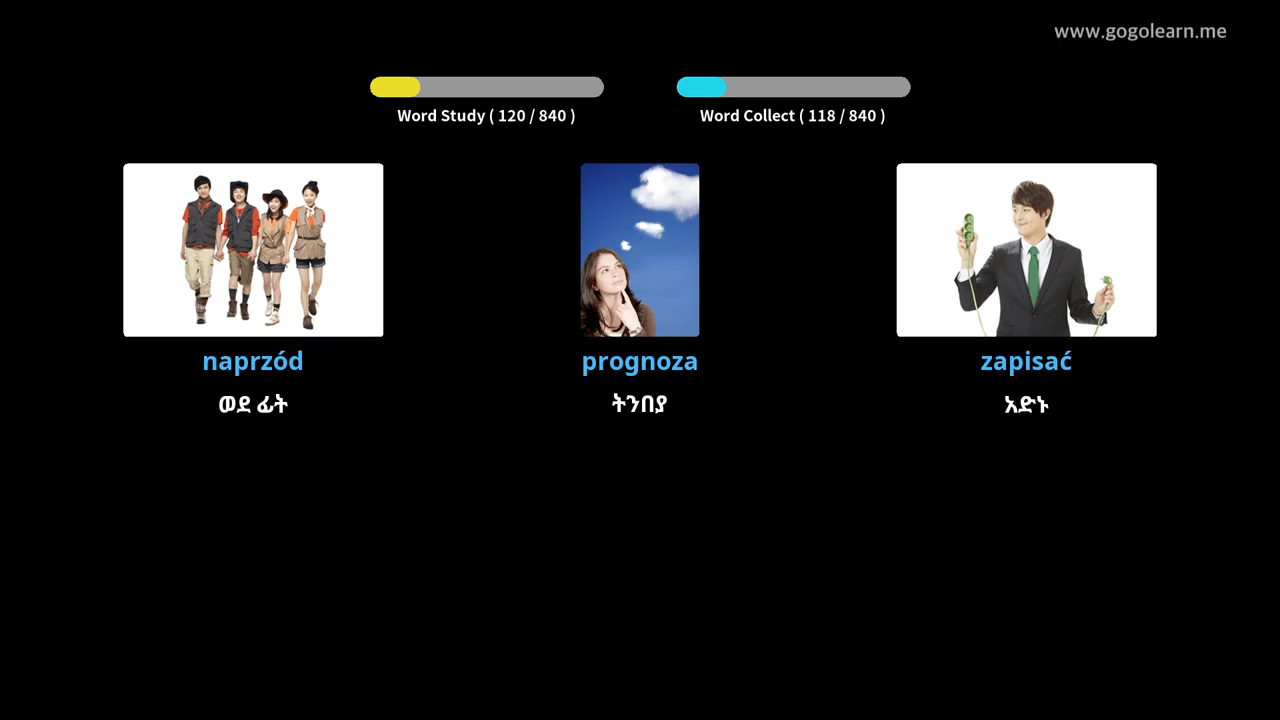 www.gogolearn.me
Word Study ( 120 / 840 )
Word Collect ( 118 / 840 )
naprzód
prognoza
zapisać
ወደ ፊት
ትንበያ
አድኑ